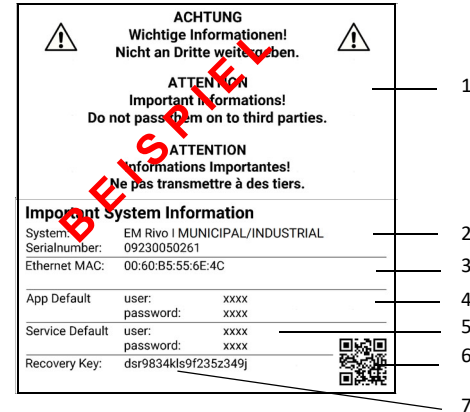 ACHTUNG
Wichtige Informationen!
Nicht an Dritte weitergeben.
ATTENTION
Important Informations!
Do not pass them on to third parties.
ATTENTION
Informations Importantes!
Ne pas transmettre à des tiers.
BEISPIEL
Important System Information
System: EM Rivo I MUNICIPAL/INDUSTRIAL
Serialnumber: 09230050261
Ethernet MAC: 00:60:B5:55:6E:4C
App Default user: xxxx
password: xxxx
Service Default user: xxxx
password: xxxx
Recovery Key: dsr9834kls9f235z349j
1
2
3
4
5
6
7